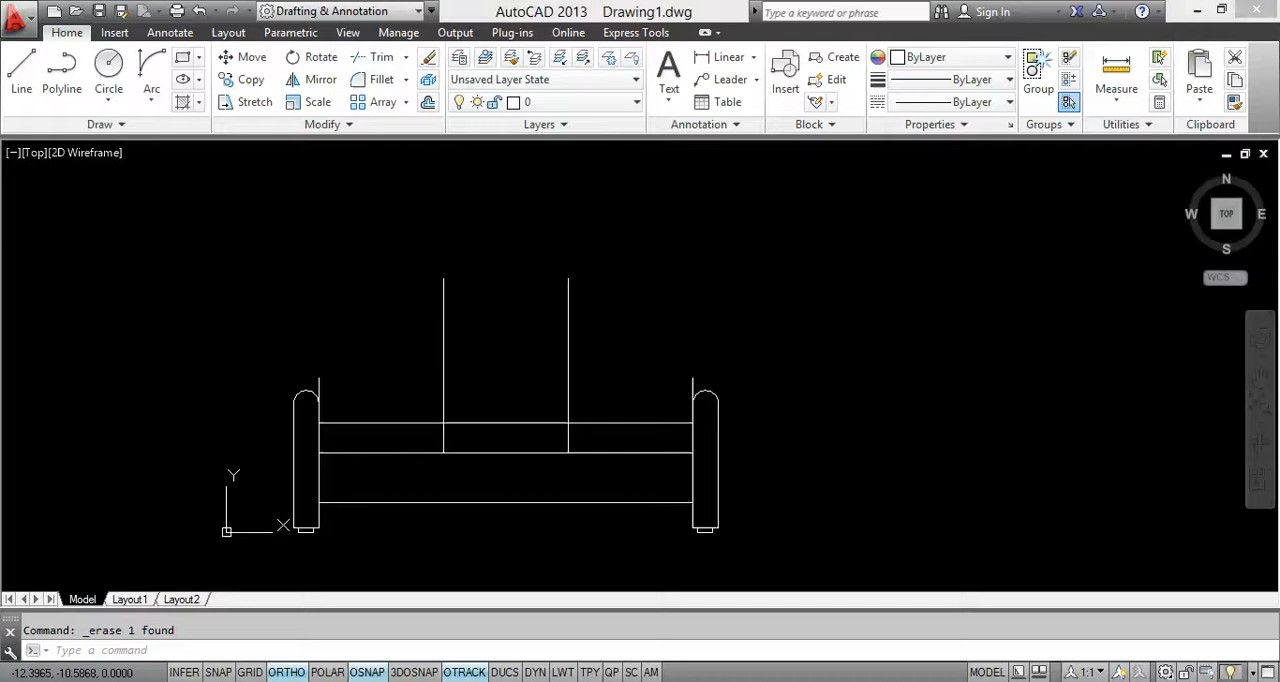 Drafting & Annotation
AutoCAD 2013 Drawing1.dwg
Type a keyword or phrase
Sign In
Home Insert Annotate Layout Parametric View Manage Output Plug-ins Online Express Tools
Line Polyline Circle Arc
Move Rotate Trim
Copy Mirror Fillet
Stretch Scale Array
Unsaved Layer State
0
Text
Linear
Leader
Table
Insert
Create
Edit
ByLayer
ByLayer
ByLayer
Group
Measure
Paste
Draw Modify Layers Annotation Block Properties Groups Utilities Clipboard
[−][Top][2D Wireframe]
N
W TOP E
S
WCS
Y
X
Model Layout1 Layout2
Command: _erase 1 found
Type a command
-12.3965, -10.5868, 0.0000 INFER SNAP GRID ORTHO POLAR OSNAP 3DOSNAP OTRACK DUCS DYN LWT TPY QP SC AM MODEL 1:1